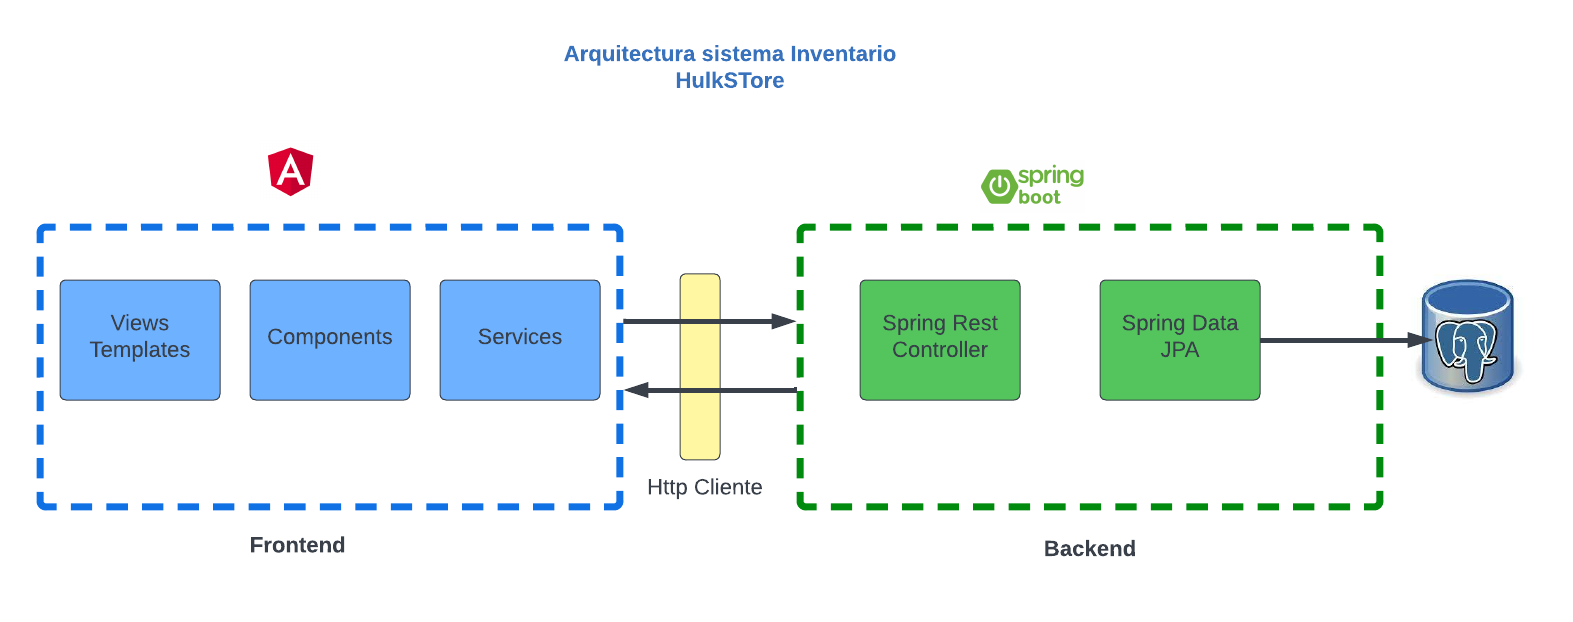 Arquitectura sistema Inventario
HulkSTore
spring
boot
Views
Templates
Components
Services
Spring Rest
Controller
Spring Data
JPA
Http Cliente
Frontend
Backend